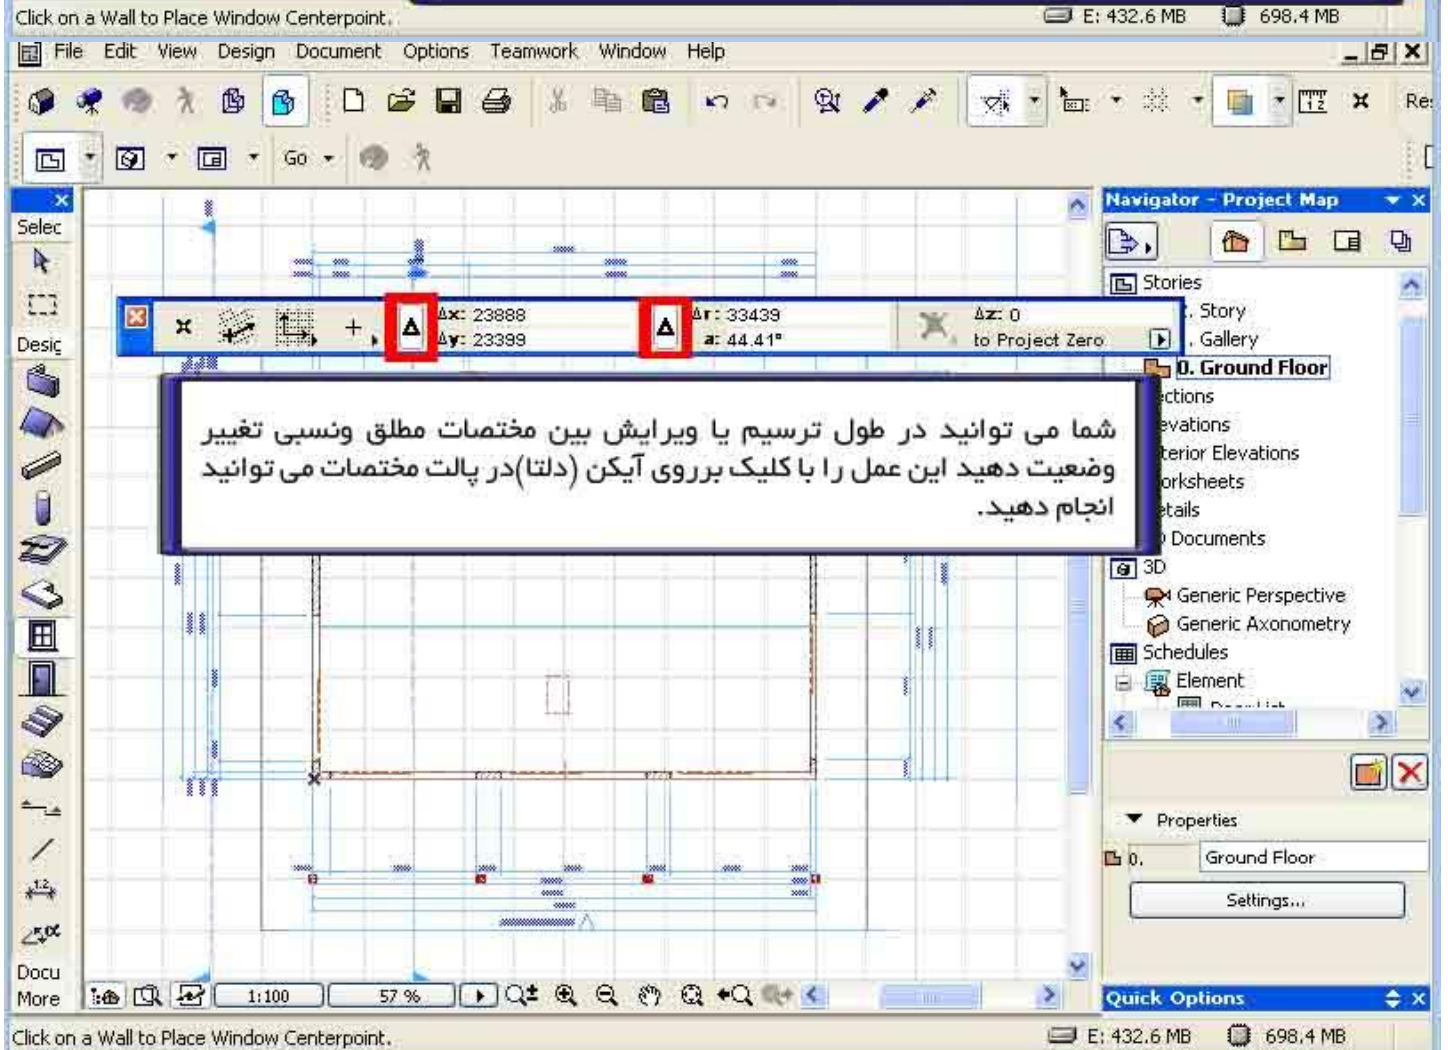 Click on a Wall to Place Window Centerpoint.
E: 432.6 MB 698.4 MB
File Edit View Design Document Options Teamwork Window Help
Go
Selec
Navigator - Project Map
Stories
. Story
. Gallery
0. Ground Floor
Δx: 23888
Δy: 23399
Δr: 33439
a: 44.41°
Δz: 0
to Project Zero
Desig
شما می توانید در طول ترسیم یا ویرایش بین مختصات مطلق ونسبی تغییر
وضعیت دهید این عمل را با کلیک برروی آیکن (دلتا)در پالت مختصات می توانید
انجام دهید.
ctions
evations
terior Elevations
orksheets
etails
Documents
3D
Generic Perspective
Generic Axonometry
Schedules
Element
Properties
0. Ground Floor
Settings...
Docu
More
1:100
57 %
Quick Options
Click on a Wall to Place Window Centerpoint.
E: 432.6 MB 698.4 MB